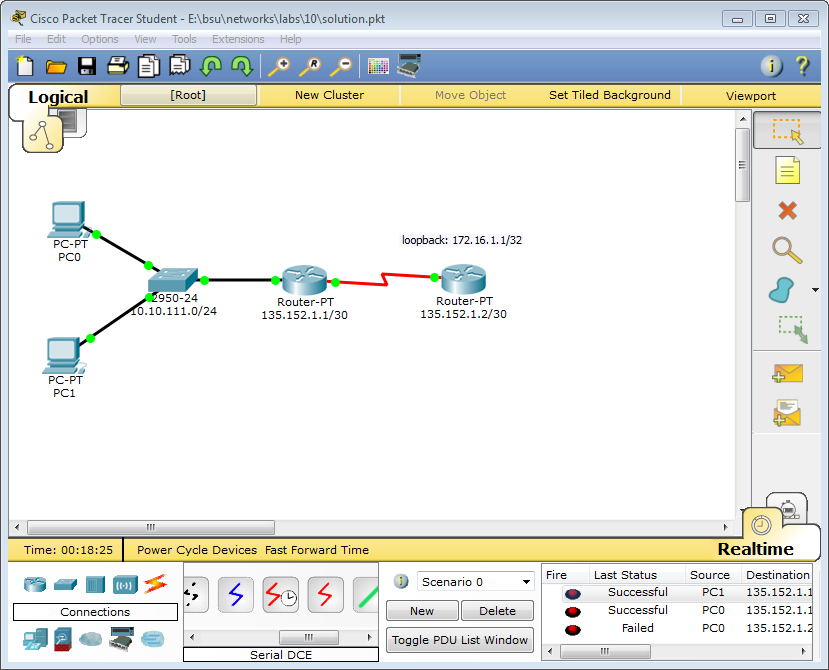 Cisco Packet Tracer Student - E:\bsu\networks\labs\10\solution.pkt
File Edit Options View Tools Extensions Help
Logical [Root] New Cluster Move Object Set Tiled Background Viewport
loopback: 172.16.1.1/32
PC-PT
PC0
2950-24
10.10.111.0/24
Router-PT
135.152.1.1/30
Router-PT
135.152.1.2/30
PC-PT
PC1
Time: 00:18:25 Power Cycle Devices Fast Forward Time Realtime
Connections
Serial DCE
Scenario 0
New Delete
Toggle PDU List Window
Fire Last Status Source Destination
Successful PC1 135.152.1.1
Successful PC0 135.152.1.1
Failed PC0 135.152.1.2